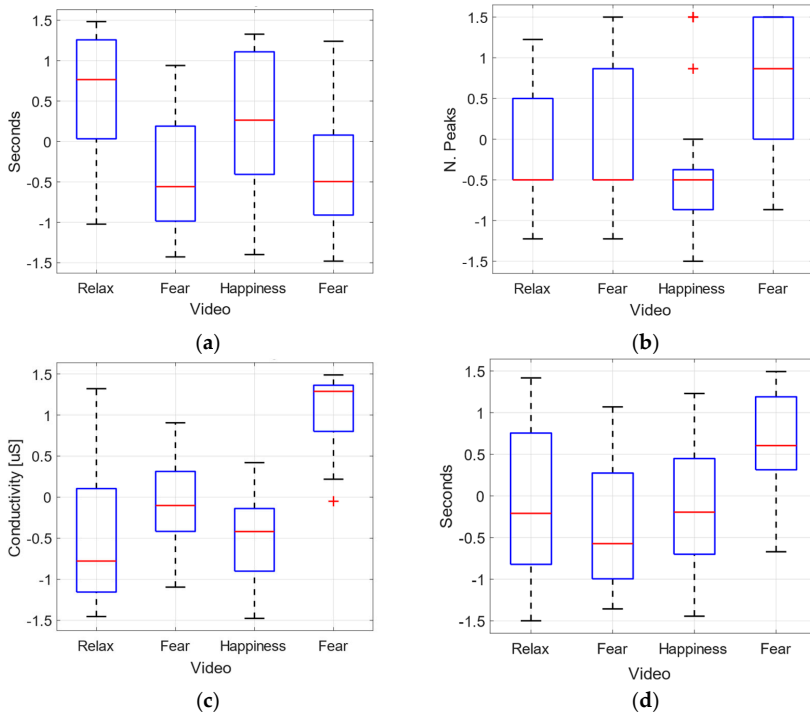 1.5
1
0.5
0
-0.5
-1
-1.5
Seconds
Relax Fear Happiness Fear
Video
(a)
1.5
1
0.5
0
-0.5
-1
-1.5
N. Peaks
Relax Fear Happiness Fear
Video
(b)
1.5
1
0.5
0
-0.5
-1
-1.5
Conductivity [uS]
Relax Fear Happiness Fear
Video
(c)
1.5
1
0.5
0
-0.5
-1
-1.5
Seconds
Relax Fear Happiness Fear
Video
(d)